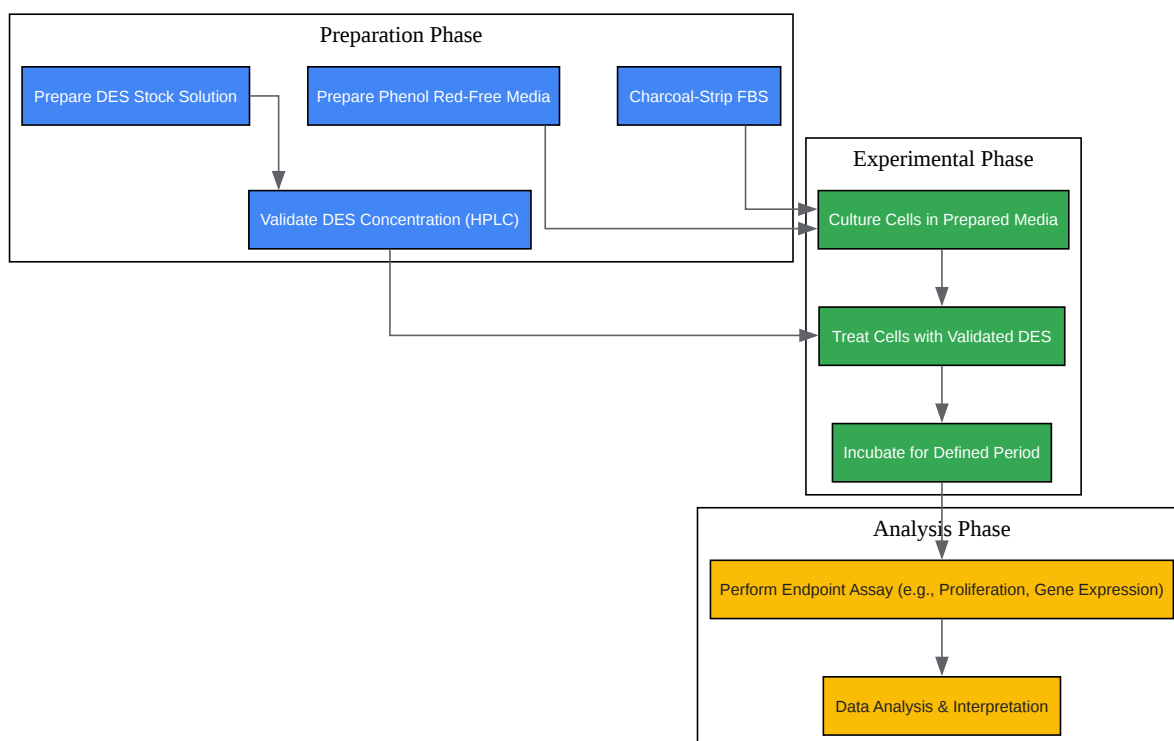 Preparation Phase
Prepare DES Stock Solution
Prepare Phenol Red-Free Media
Charcoal-Strip FBS
Validate DES Concentration (HPLC)
Experimental Phase
Culture Cells in Prepared Media
Treat Cells with Validated DES
Incubate for Defined Period
Analysis Phase
Perform Endpoint Assay (e.g., Proliferation, Gene Expression)
Data Analysis & Interpretation